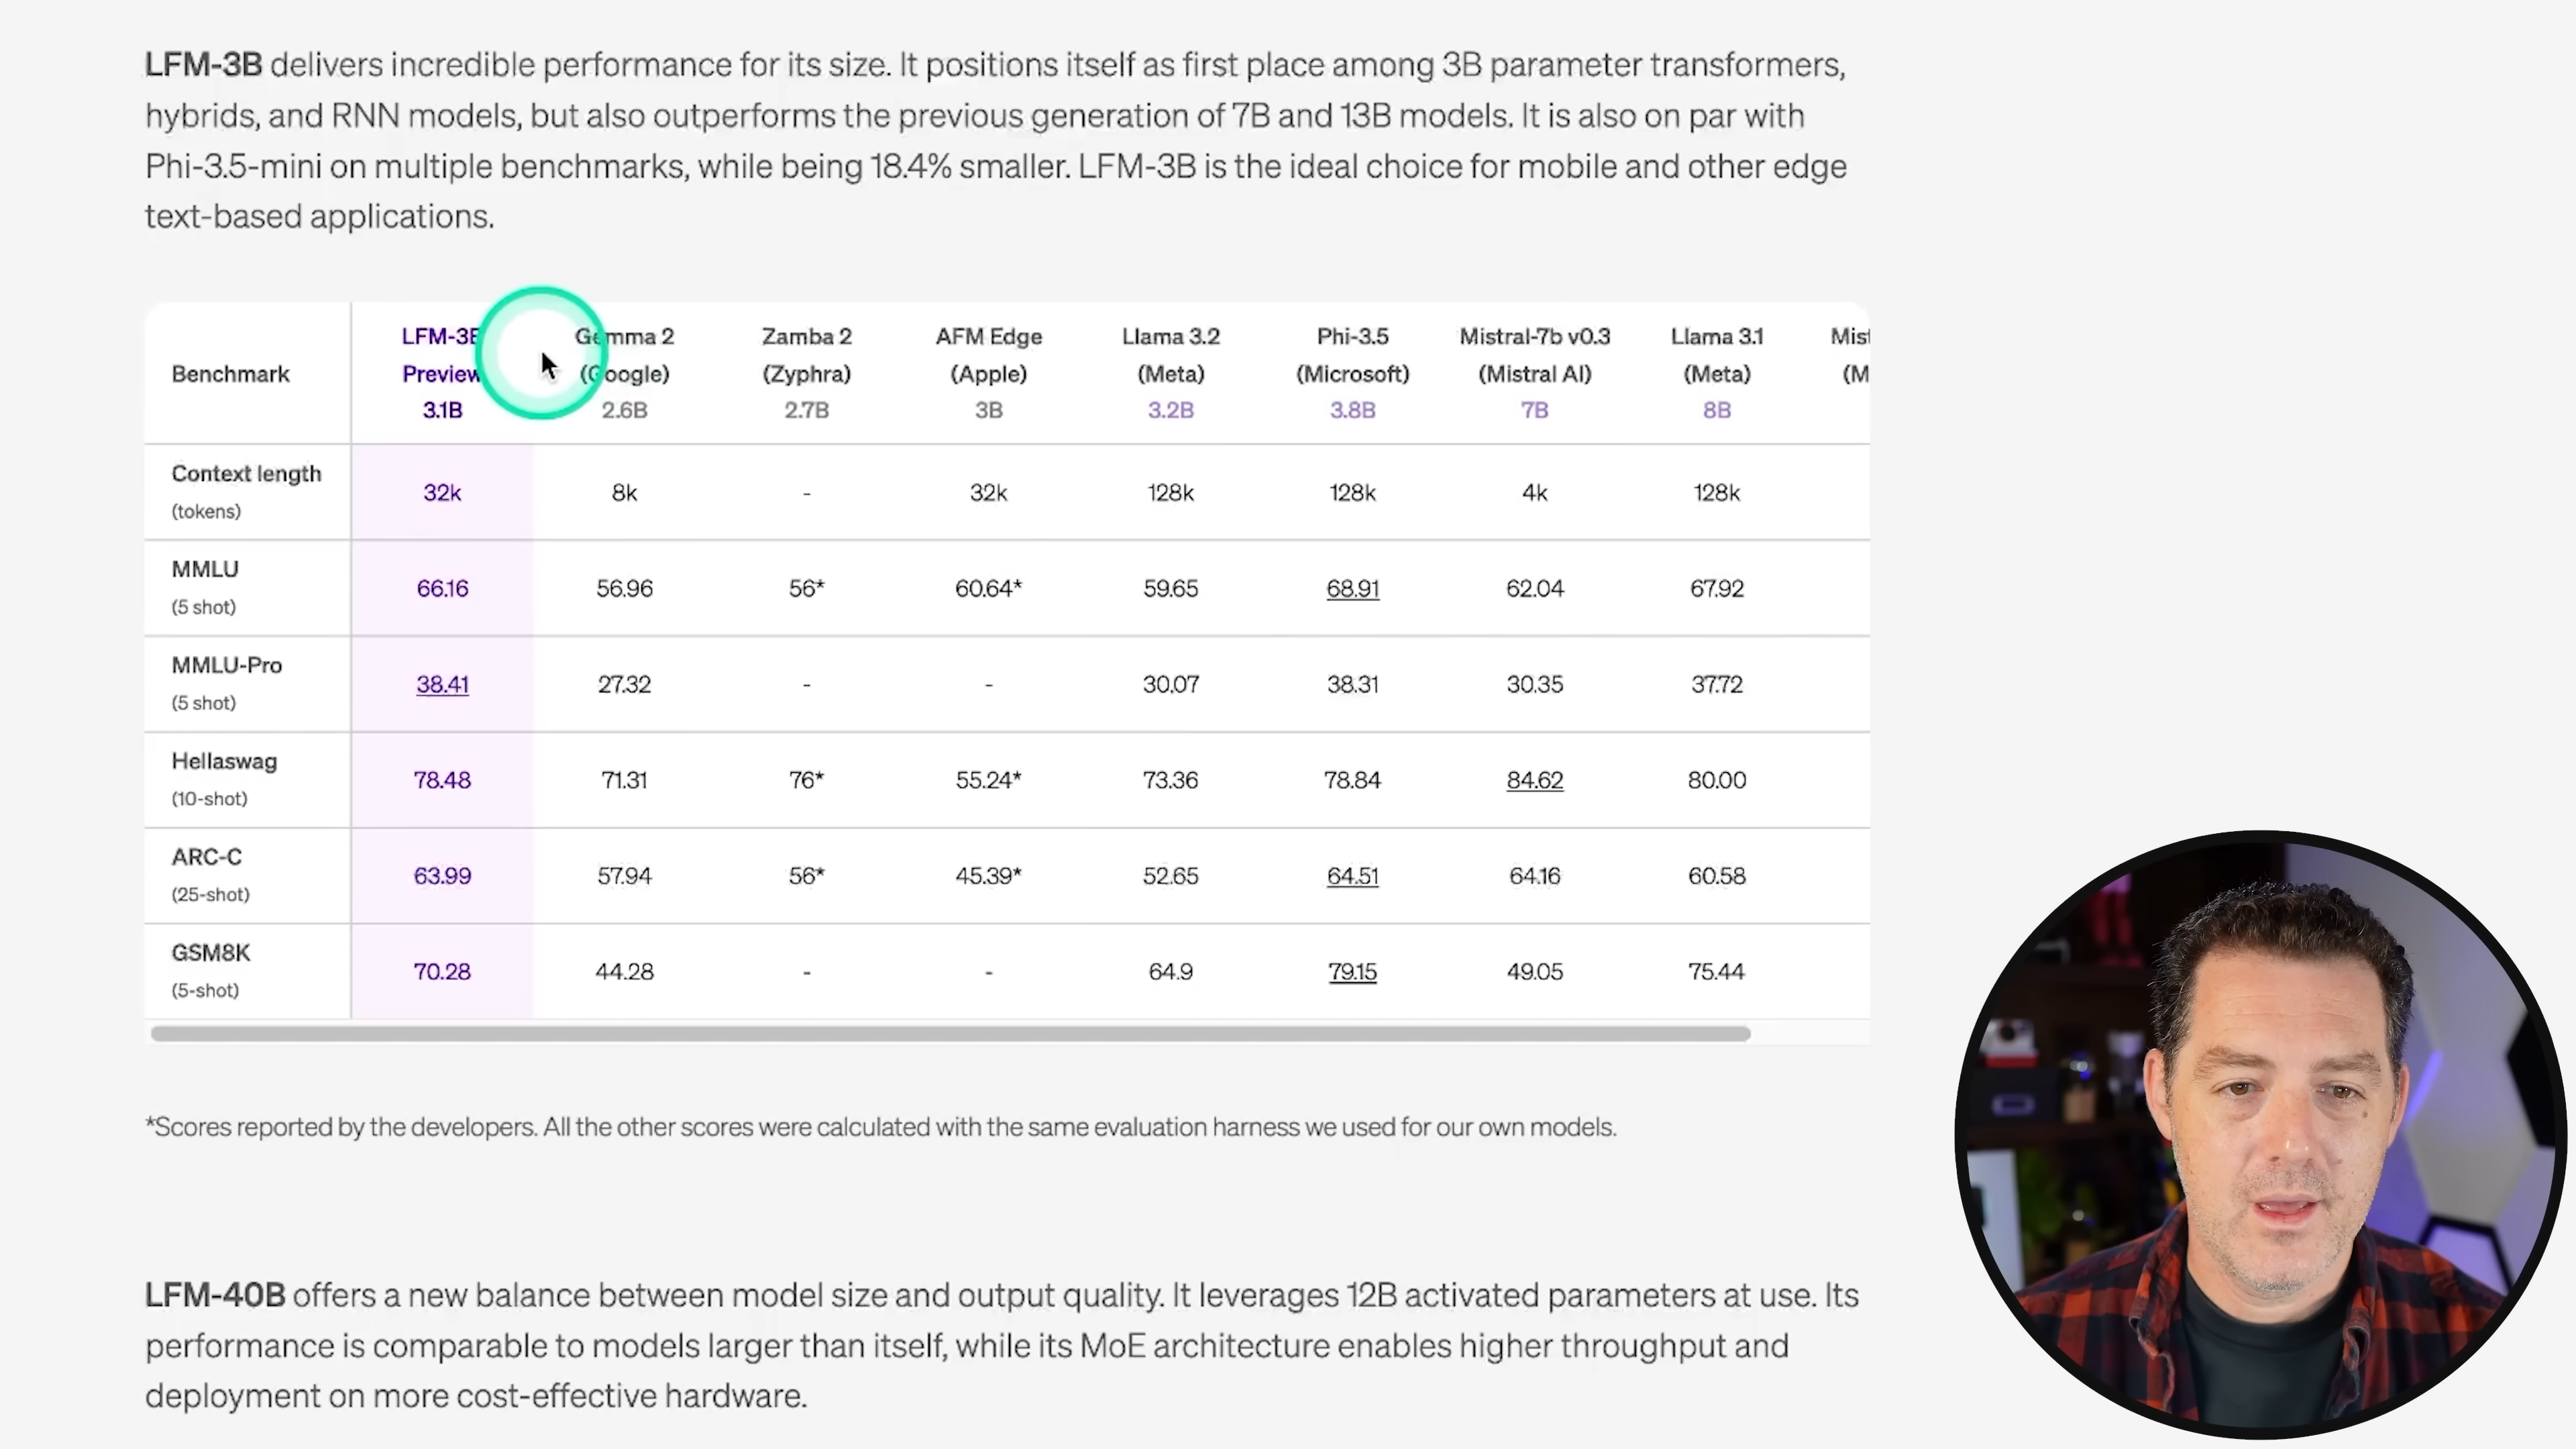 LFM-3B delivers incredible performance for its size. It positions itself as first place among 3B parameter transformers,
hybrids, and RNN models, but also outperforms the previous generation of 7B and 13B models. It is also on par with
Phi-3.5-mini on multiple benchmarks, while being 18.4% smaller. LFM-3B is the ideal choice for mobile and other edge
text-based applications.
Benchmark LFM-3B Preview 3.1B Gemma 2 (Google) 2.6B Zamba 2 (Zyphra) 2.7B AFM Edge (Apple) 3B Llama 3.2 (Meta) 3.2B Phi-3.5 (Microsoft) 3.8B Mistral-7b v0.3 (Mistral AI) 7B Llama 3.1 (Meta) 8B
Context length (tokens) 32k 8k - 32k 128k 128k 4k 128k
MMLU (5 shot) 66.16 56.96 56* 60.64* 59.65 68.91 62.04 67.92
MMLU-Pro (5 shot) 38.41 27.32 - - 30.07 38.31 30.35 37.72
Hellaswag (10-shot) 78.48 71.31 76* 55.24* 73.36 78.84 84.62 80.00
ARC-C (25-shot) 63.99 57.94 56* 45.39* 52.65 64.51 64.16 60.58
GSM8K (5-shot) 70.28 44.28 - - 64.9 79.15 49.05 75.44
*Scores reported by the developers. All the other scores were calculated with the same evaluation harness we used for our own models.
LFM-40B offers a new balance between model size and output quality. It leverages 12B activated parameters at use. Its
performance is comparable to models larger than itself, while its MoE architecture enables higher throughput and
deployment on more cost-effective hardware.